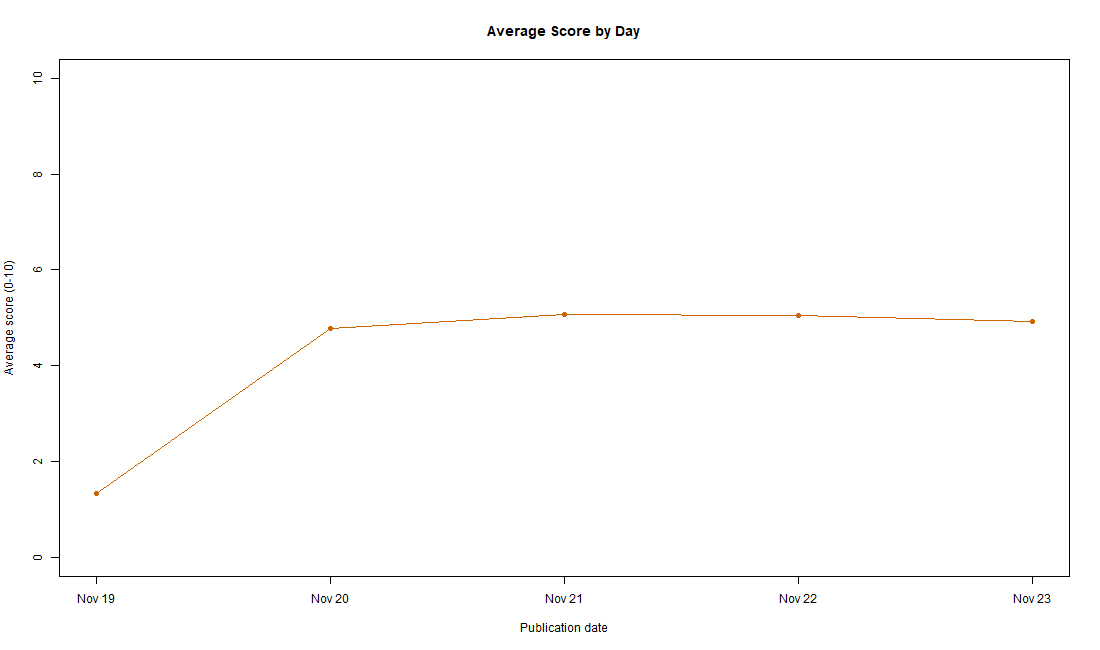 Average Score by Day
Average score (0-10)
10
8
6
4
2
0
Nov 19
Nov 20
Nov 21
Nov 22
Nov 23
Publication date